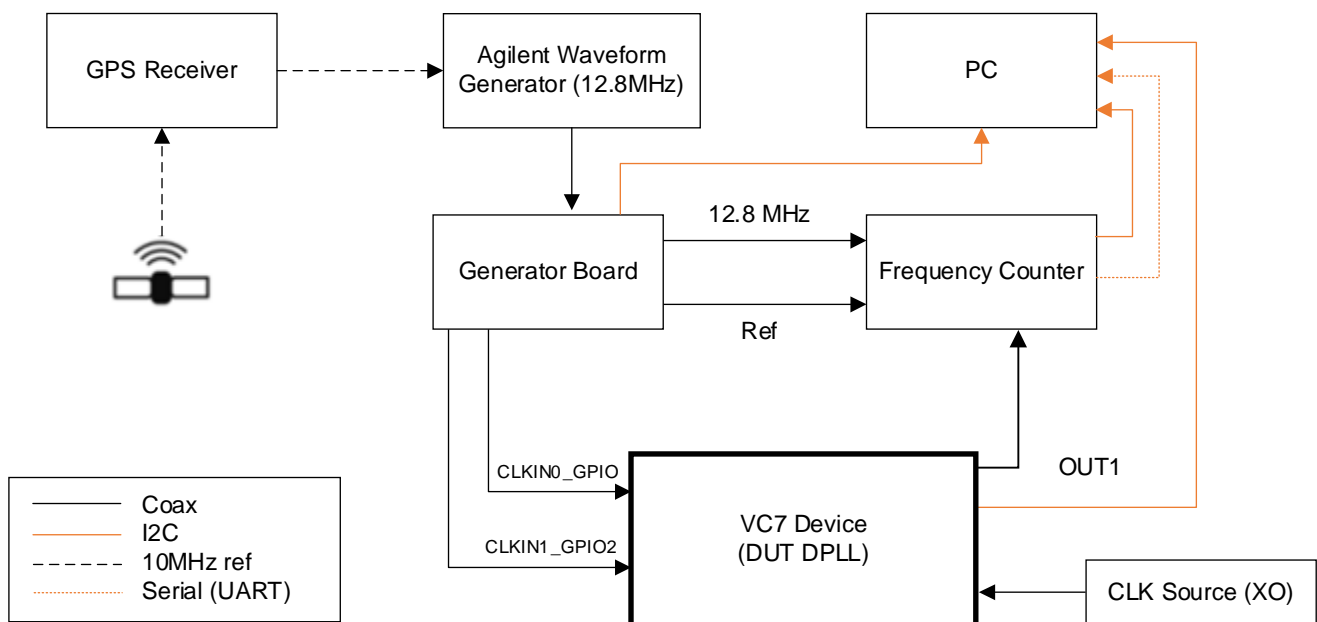 GPS Receiver
Agilent Waveform
Generator (12.8MHz)
PC
Generator Board
12.8 MHz
Ref
Frequency Counter
CLKIN0_GPIO
CLKIN1_GPIO2
VC7 Device
(DUT DPLL)
OUT1
CLK Source (XO)
Coax
I2C
10MHz ref
Serial (UART)